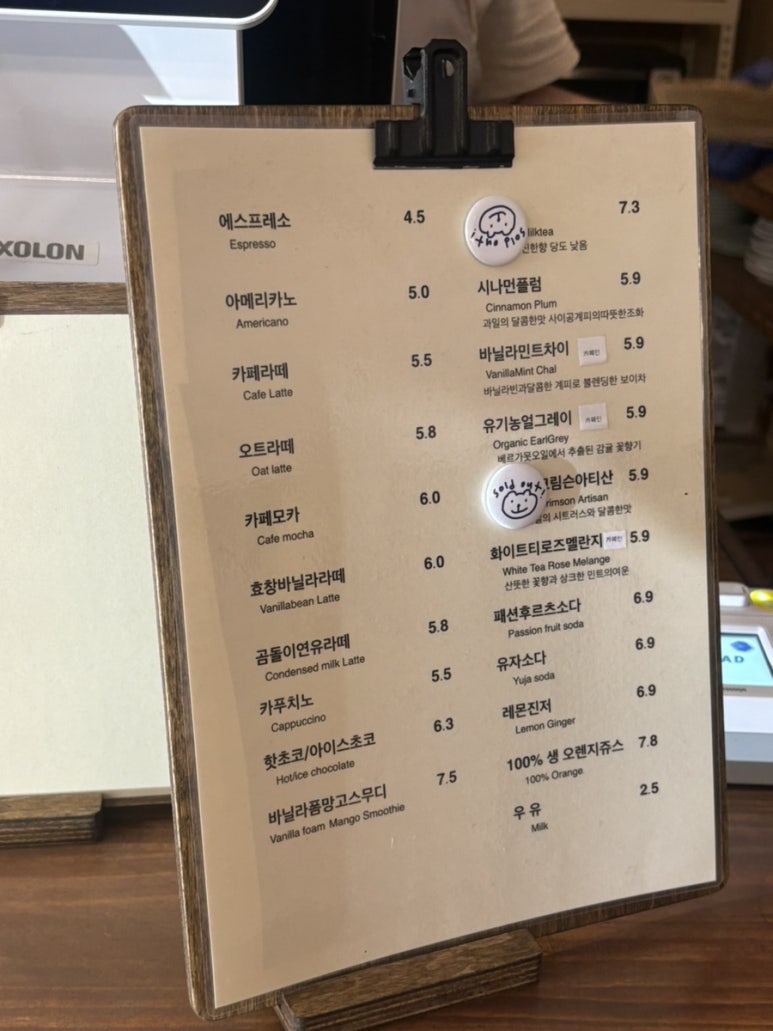 XOLON
에스프레소 4.5
Espresso
아메리카노 5.0
Americano
카페라떼 5.5
Cafe Latte
오트라떼 5.8
Oat latte
카페모카 6.0
Cafe mocha
효창바닐라라떼 6.0
Vanillabean Latte
곰돌이연유라떼 5.8
Condensed milk Latte
카푸치노 5.5
Cappuccino
핫초코/아이스초코 6.3
Hot/ice chocolate
바닐라폼망고스무디 7.5
Vanilla foam Mango Smoothie
7.3
ilktea
진한향 당도 낮음
시나먼플럼 5.9
Cinnamon Plum
과일의 달콤한맛 사이공계피의따뜻한조화
바닐라민트차이 카페인 5.9
VanillaMint Chai
바닐라빈과달콤한 계피로 블렌딩한 보이차
유기농얼그레이 카페인 5.9
Organic EarlGrey
베르가못오일에서 추출된 감귤 꽃향기
sold out!
크림슨아티산 5.9
rimson Artisan
의 시트러스와 달콤한맛
화이트티로즈멜란지 카페인 5.9
White Tea Rose Melange
산뜻한 꽃향과 상크한 민트의여운
패션후르츠소다 6.9
Passion fruit soda
유자소다 6.9
Yuja soda
레몬진저 6.9
Lemon Ginger
100% 생 오렌지쥬스 7.8
100% Orange
우 유 2.5
Milk
AD